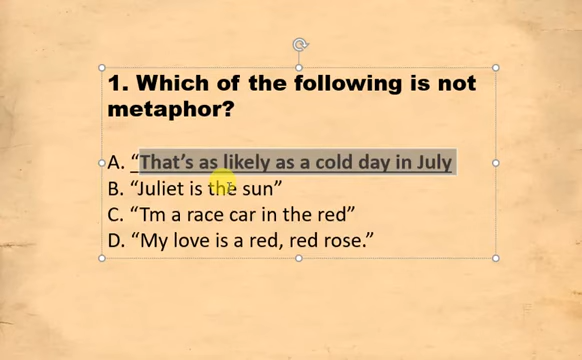 1. Which of the following is not
metaphor?
A. “That’s as likely as a cold day in July
B. “Juliet is the sun”
C. “Tm a race car in the red”
D. “My love is a red, red rose.”